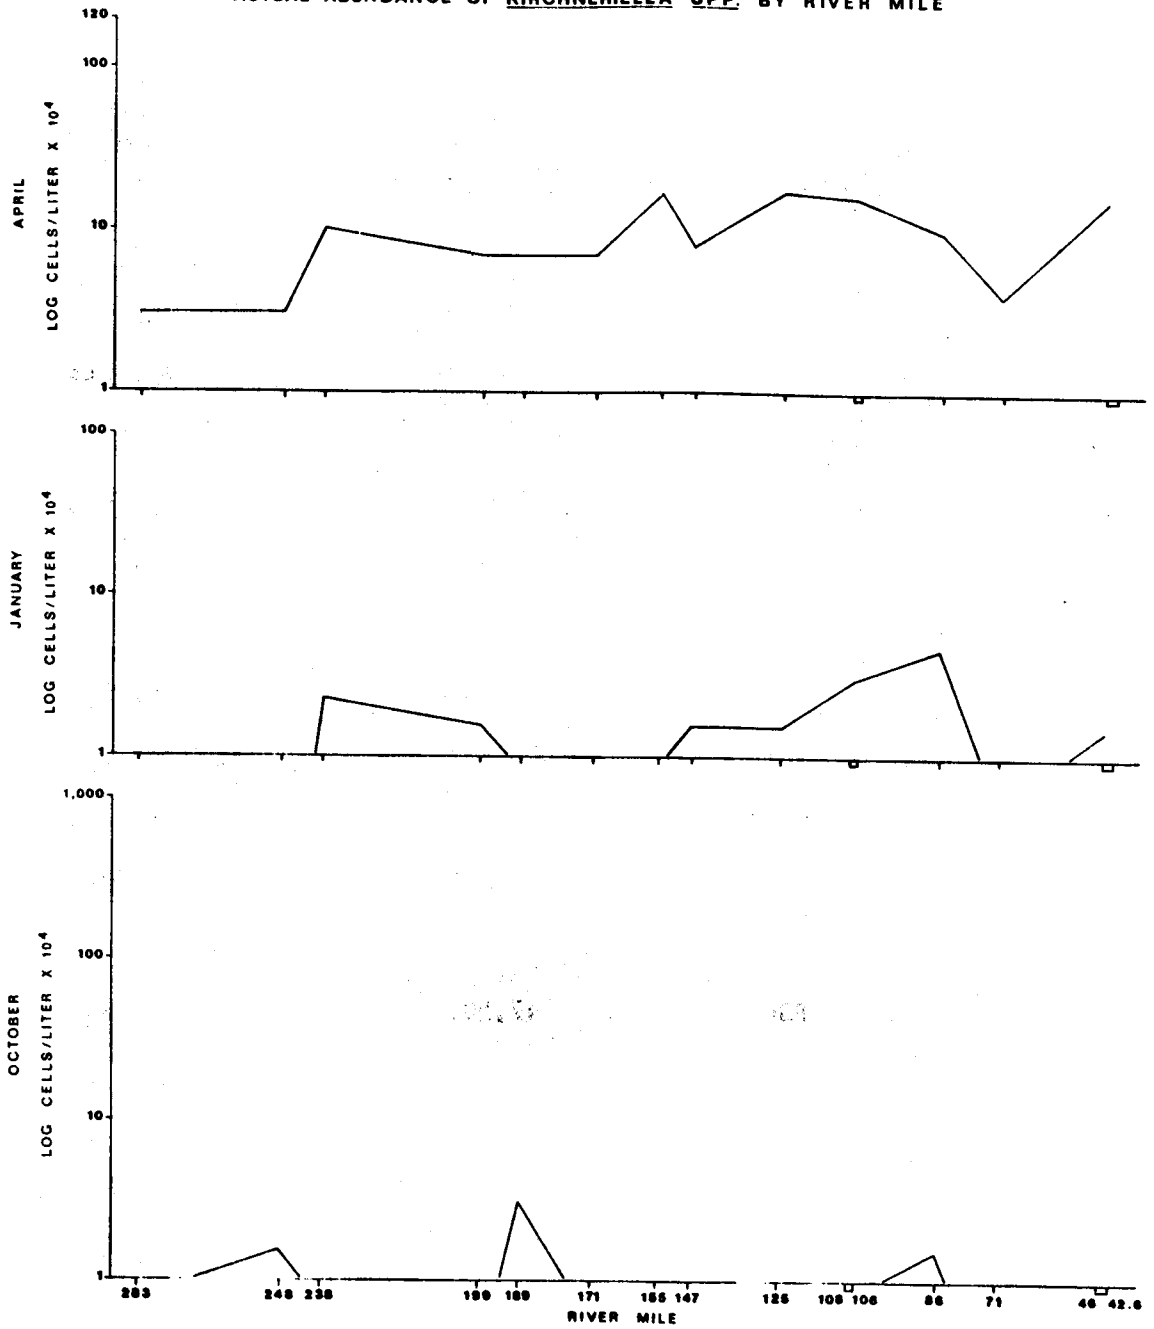 ACTUAL ABUNDANCE OF KIRCHNERIELLA SPP. BY RIVER MILE
120
100
10
1
APRIL
LOG CELLS/LITER X 10⁴
100
10
1
JANUARY
LOG CELLS/LITER X 10⁴
1,000
100
10
1
OCTOBER
LOG CELLS/LITER X 10⁴
283 248 238 199 189 171 155 147 125 108 106 86 71 46 42.6
RIVER MILE